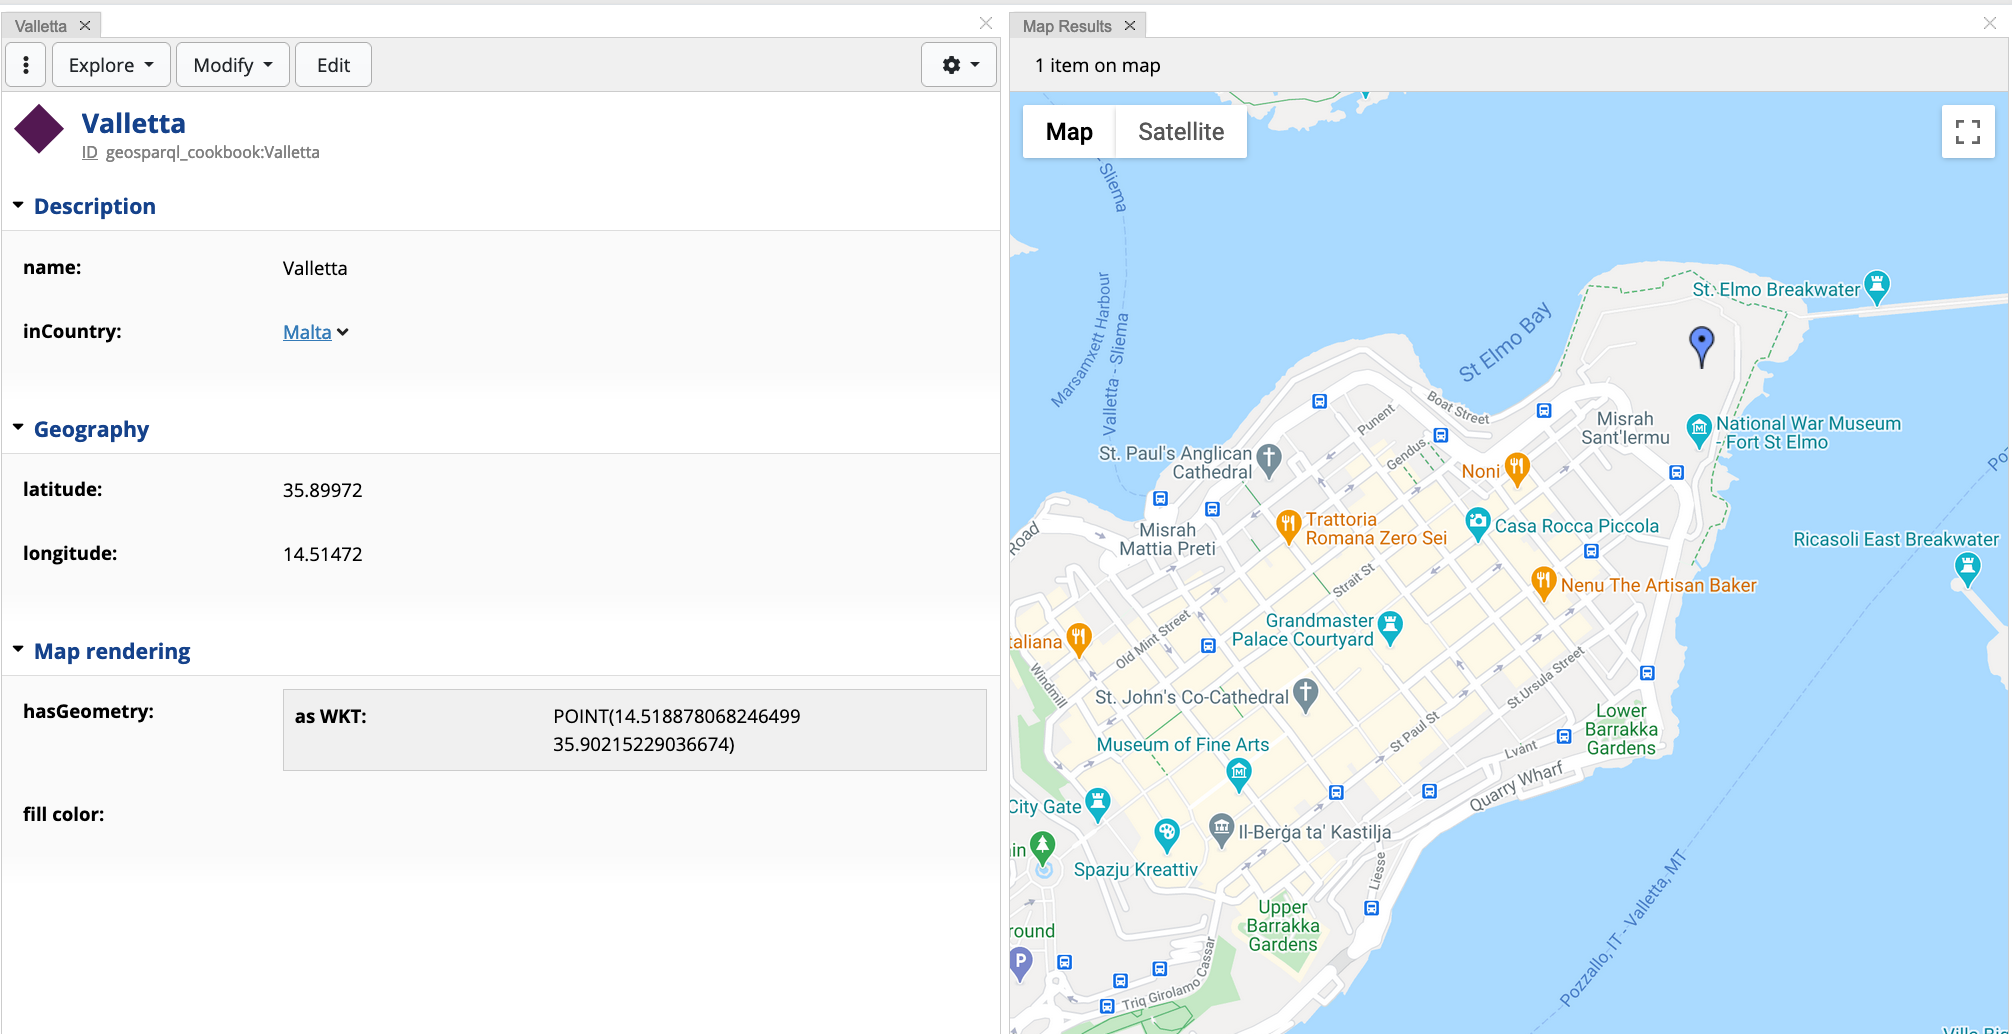 Valletta
Explore
Modify
Edit
Valletta
ID geosparql_cookbook:Valletta
Description
name:
Valletta
inCountry:
Malta
Geography
latitude:
35.89972
longitude:
14.51472
Map rendering
hasGeometry:
as WKT:
POINT(14.518878068246499
35.90215229036674)
fill color:
Map Results
1 item on map
Map
Satellite
Sliema
Marsamxett Harbour
Valletta - Sliema
St Elmo Bay
St. Elmo Breakwater
Boat Street
Punent
Gendus
Misrah
Sant'Iermu
National War Museum
- Fort St Elmo
St. Paul's Anglican
Cathedral
Noni
Poz
Trattoria
Romana Zero Sei
Casa Rocca Piccola
Misrah
Mattia Preti
Road
Ricasoli East Breakwater
Strait St
Nenu The Artisan Baker
Grandmaster
Palace Courtyard
taliana
Old Mint Street
Windmill
St. John's Co-Cathedral
St.Ursula Street
St Paul St
Lower
Barrakka
Gardens
Museum of Fine Arts
Lvant
Quarry Wharf
City Gate
Il-Berġa ta' Kastilja
in
Spazju Kreattiv
Liesse
Upper
Barrakka
Gardens
round
P
Triq Girolamo Cassar
Pozzallo, IT - Valletta, MT